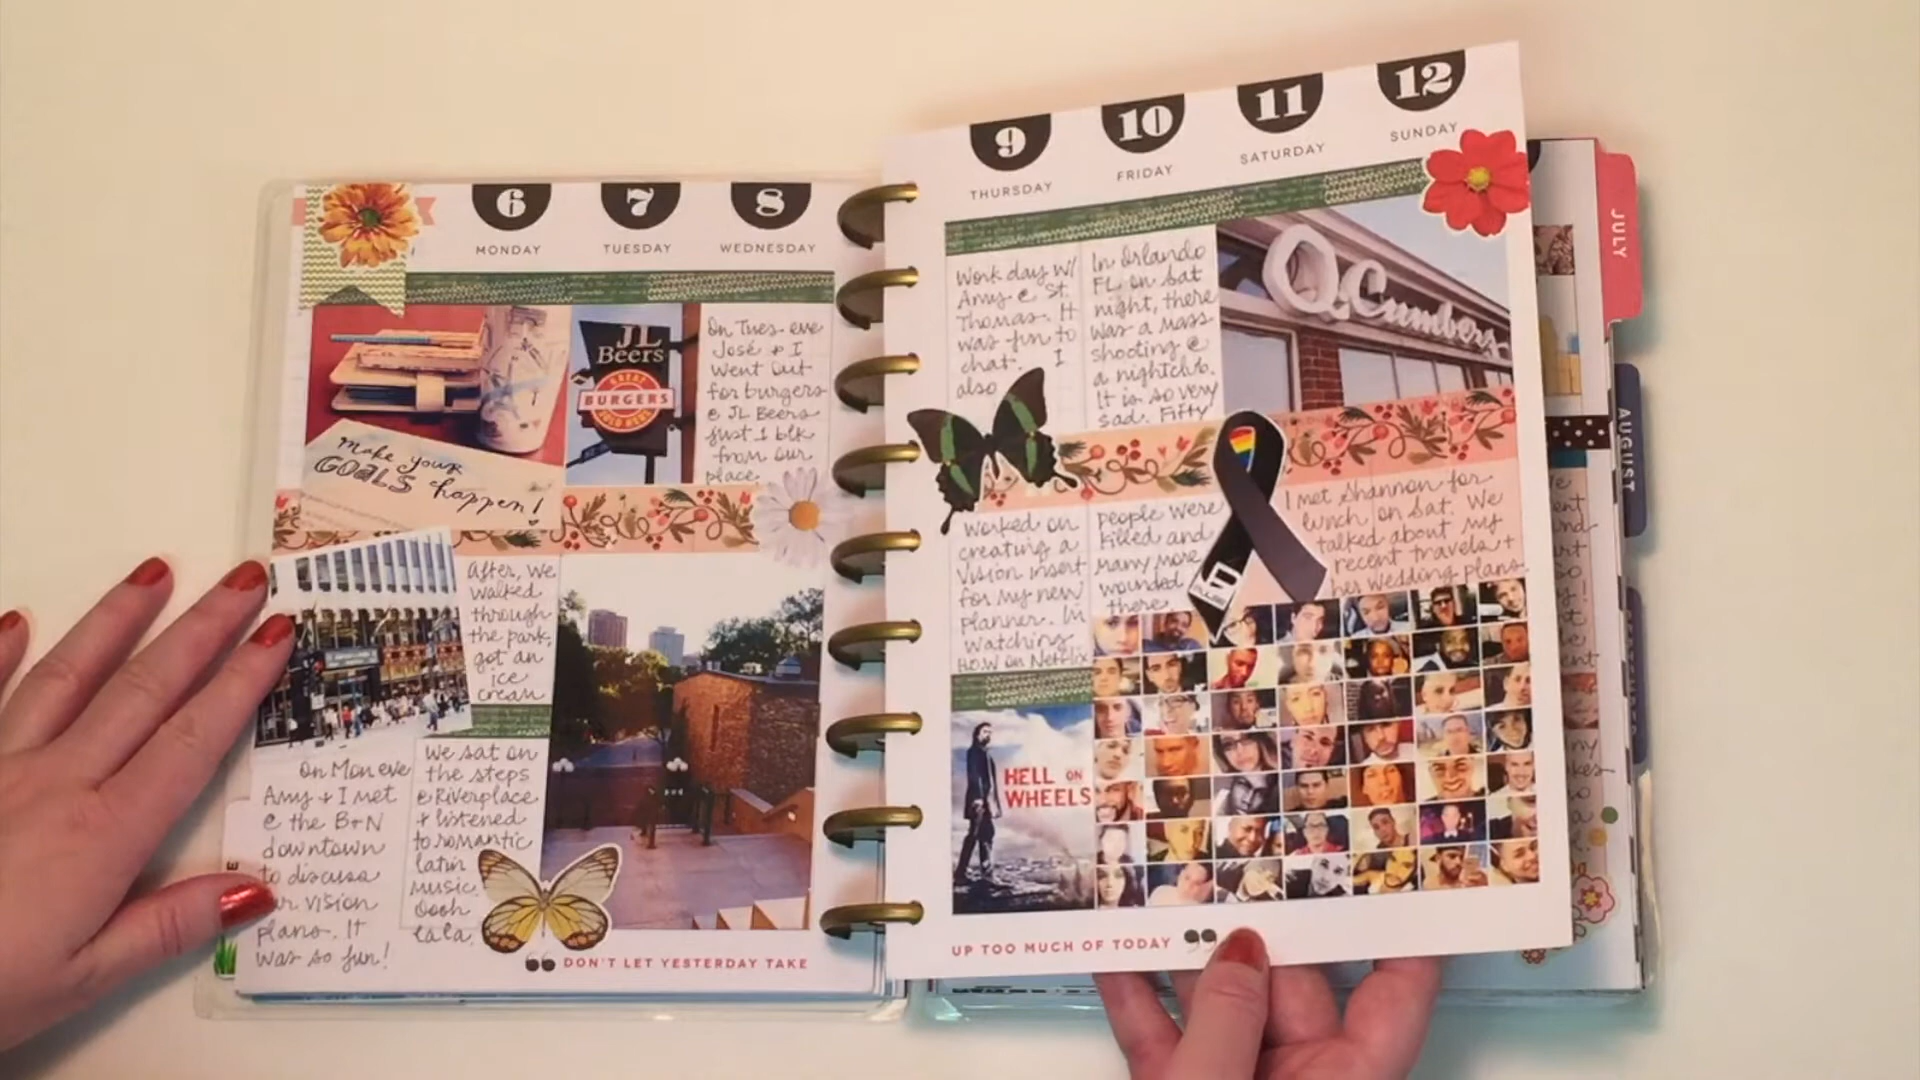 6
MONDAY
7
TUESDAY
8
WEDNESDAY
make your
GOALS happen!
JL
Beers
GREAT
BURGERS
On Tues eve
José + I
went out
for burgers
@ JL Beers
just 1 blk
from our
place.
After, we
walked
through
the park,
got an
ice
cream
On Mon eve
Amy + I met
@ the B+N
downtown
to discuss
our vision
plans. It
was so fun!
We sat on
the steps
@ Riverplace
+ listened
to romantic
latin
music.
Oooh
la la.
DON'T LET YESTERDAY TAKE
9
THURSDAY
10
FRIDAY
11
SATURDAY
12
SUNDAY
Work day w/
Amy @ St.
Thomas. It
was fun to
chat. I
also
worked on
creating a
vision insert
for my new
planner. I'm
watching
H.O.W on Netflix
HELL ON
WHEELS
In Orlando
FL on Sat
night, there
was a mass
shooting @
a nightclub.
It is so very
sad. Fifty
people were
killed and
many more
wounded
there.
Q.Cumbers
I met Shannon for
lunch on Sat. We
talked about my
recent travels +
her wedding plans.
UP TOO MUCH OF TODAY
JULY
AUGUST